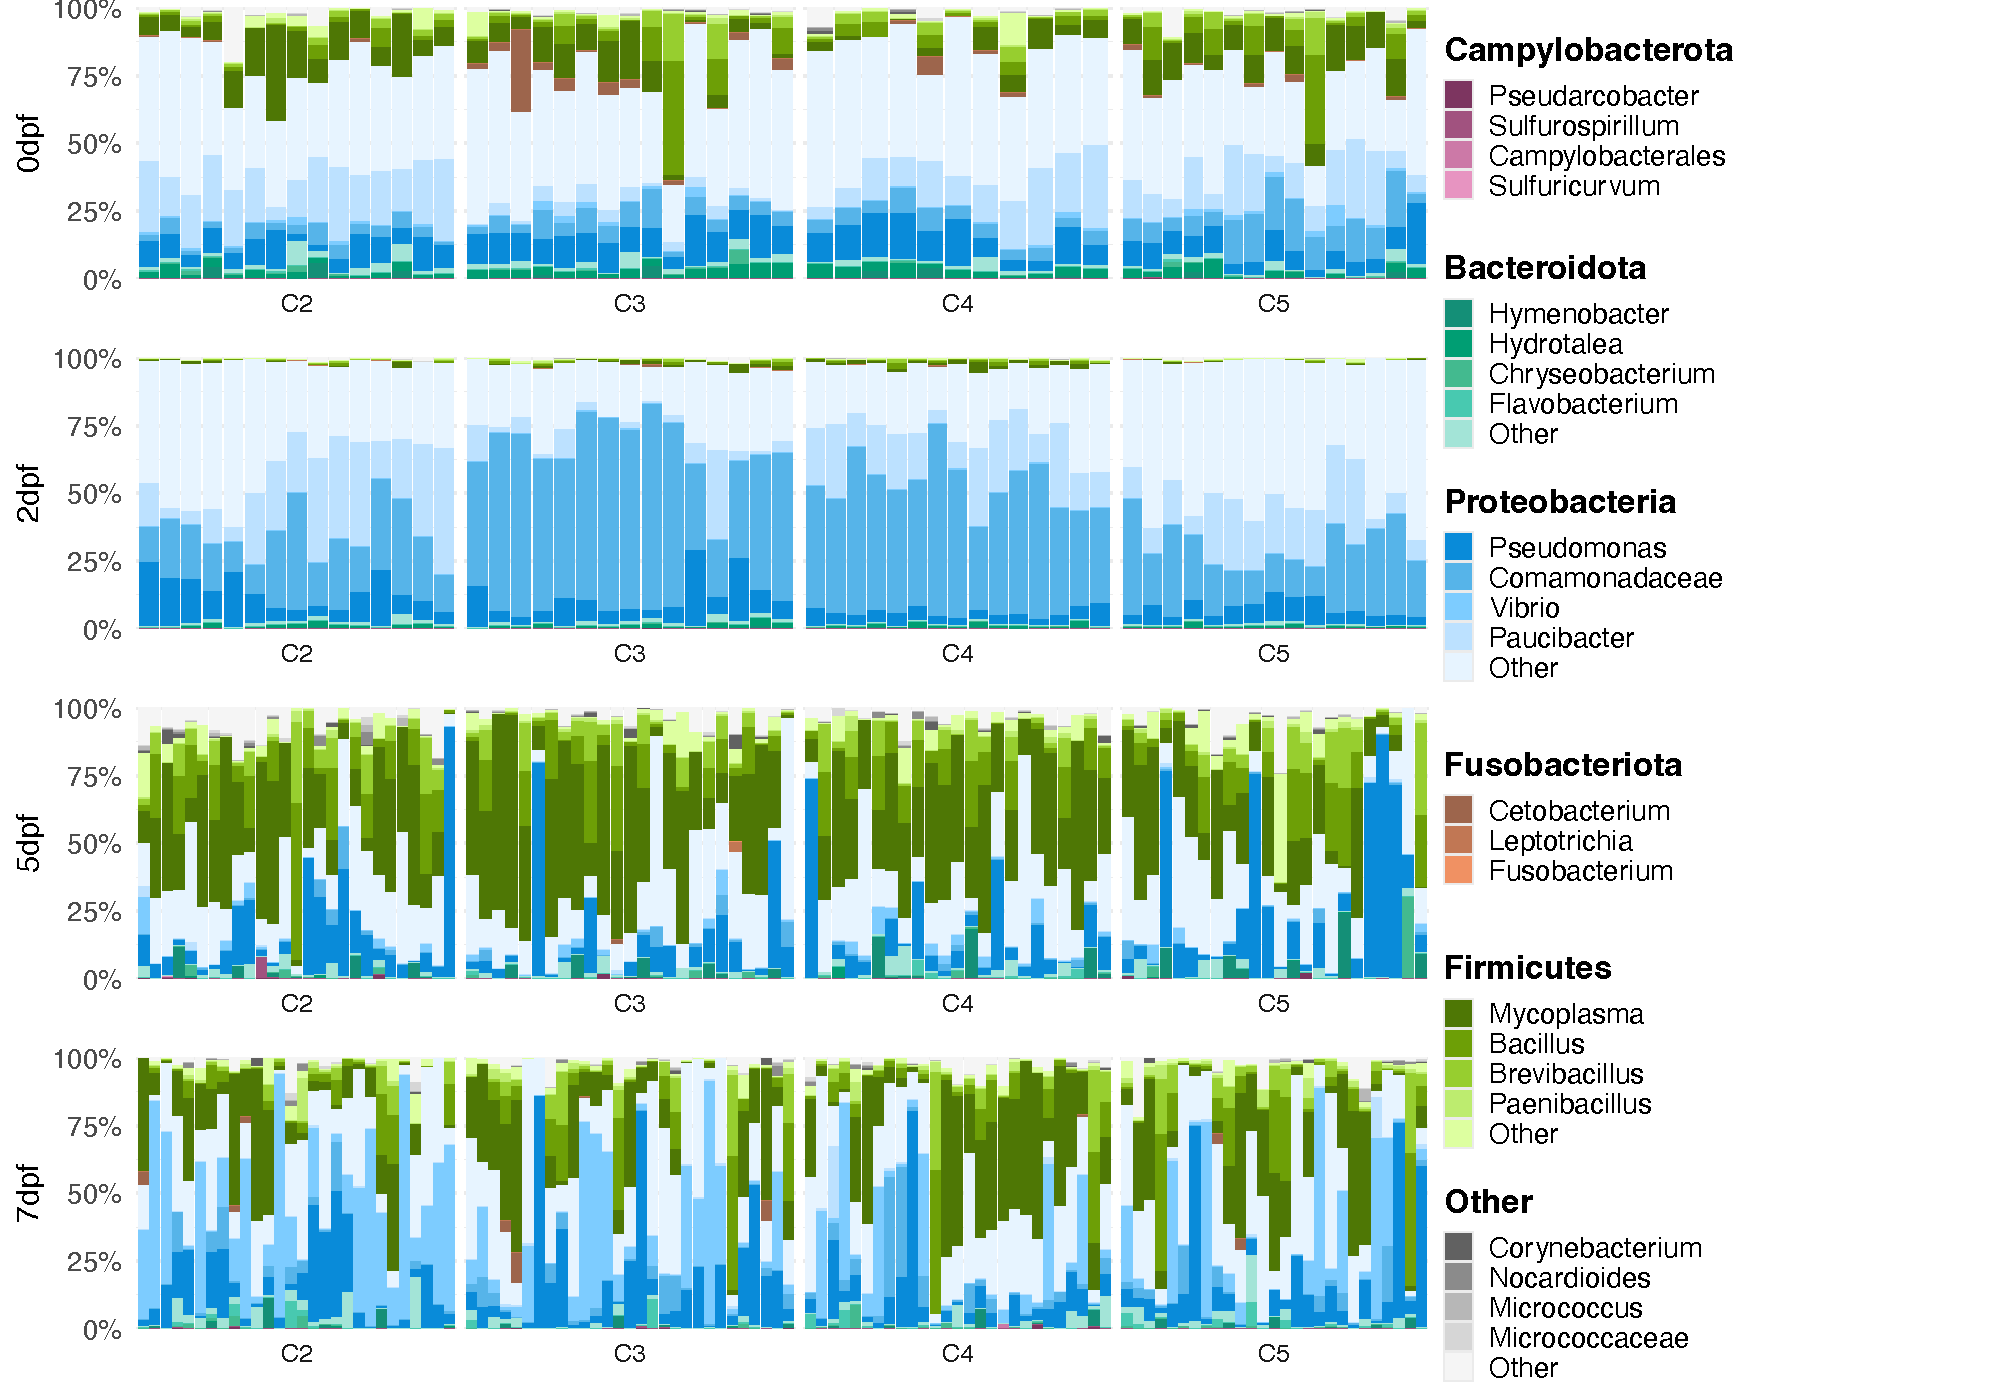 0dpf
100%
75%
50%
25%
0%
C2
C3
C4
C5
2dpf
100%
75%
50%
25%
0%
C2
C3
C4
C5
5dpf
100%
75%
50%
25%
0%
C2
C3
C4
C5
7dpf
100%
75%
50%
25%
0%
C2
C3
C4
C5
Campylobacterota
Pseudarcobacter
Sulfurospirillum
Campylobacterales
Sulfuricurvum
Bacteroidota
Hymenobacter
Hydrotalea
Chryseobacterium
Flavobacterium
Other
Proteobacteria
Pseudomonas
Comamonadaceae
Vibrio
Paucibacter
Other
Fusobacteriota
Cetobacterium
Leptotrichia
Fusobacterium
Firmicutes
Mycoplasma
Bacillus
Brevibacillus
Paenibacillus
Other
Other
Corynebacterium
Nocardioides
Micrococcus
Micrococcaceae
Other